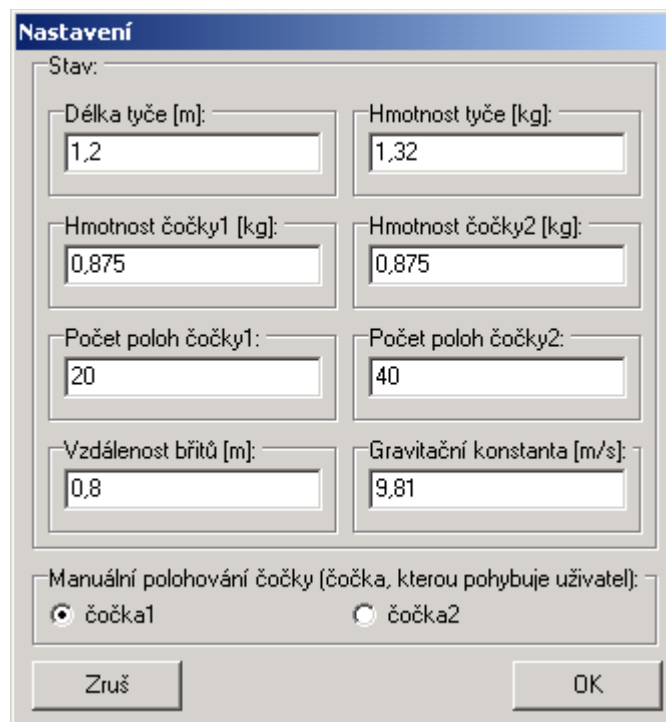 Nastavení
Stav:
Délka tyče [m]: Hmotnost tyče [kg]:
1,2 1,32
Hmotnost čočky1 [kg]: Hmotnost čočky2 [kg]:
0,875 0,875
Počet poloh čočky1: Počet poloh čočky2:
20 40
Vzdálenost břitů [m]: Gravitační konstanta [m/s]:
0,8 9,81
Manuální polohování čočky (čočka, kterou pohybuje uživatel):
čočka1 čočka2
Zruš OK